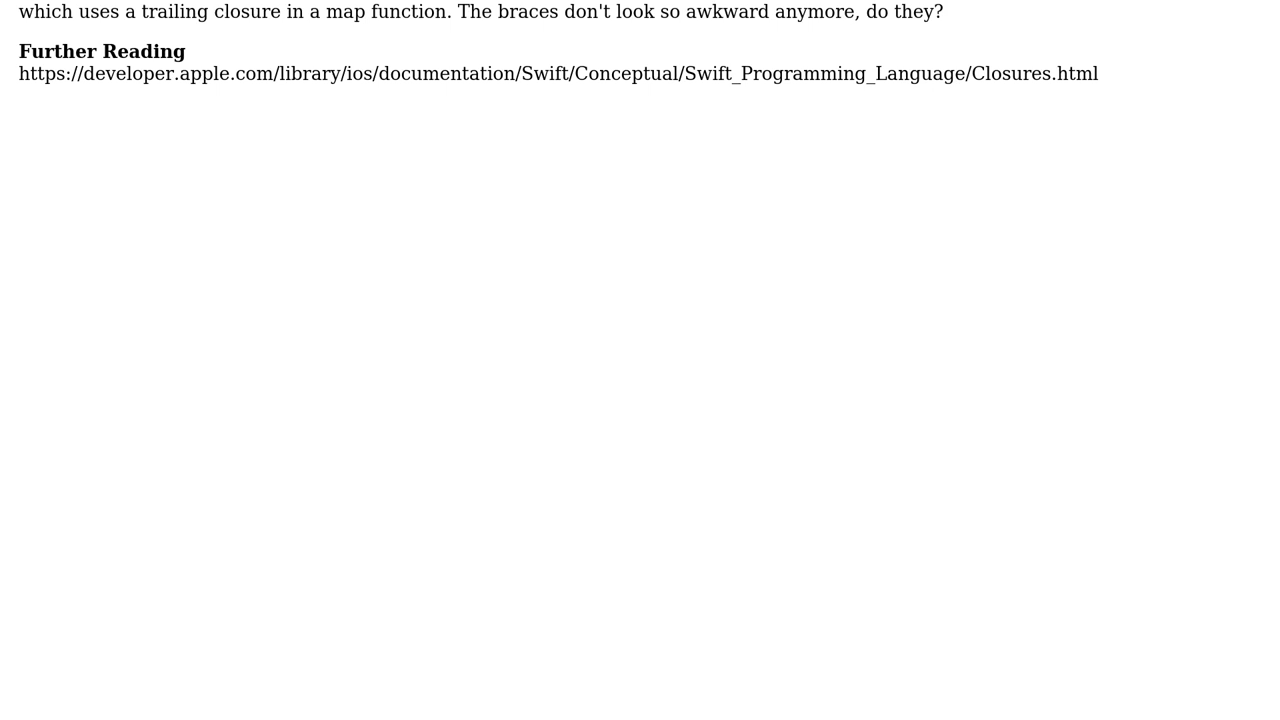 which uses a trailing closure in a map function. The braces don't look so awkward anymore, do they?
Further Reading
https://developer.apple.com/library/ios/documentation/Swift/Conceptual/Swift_Programming_Language/Closures.html